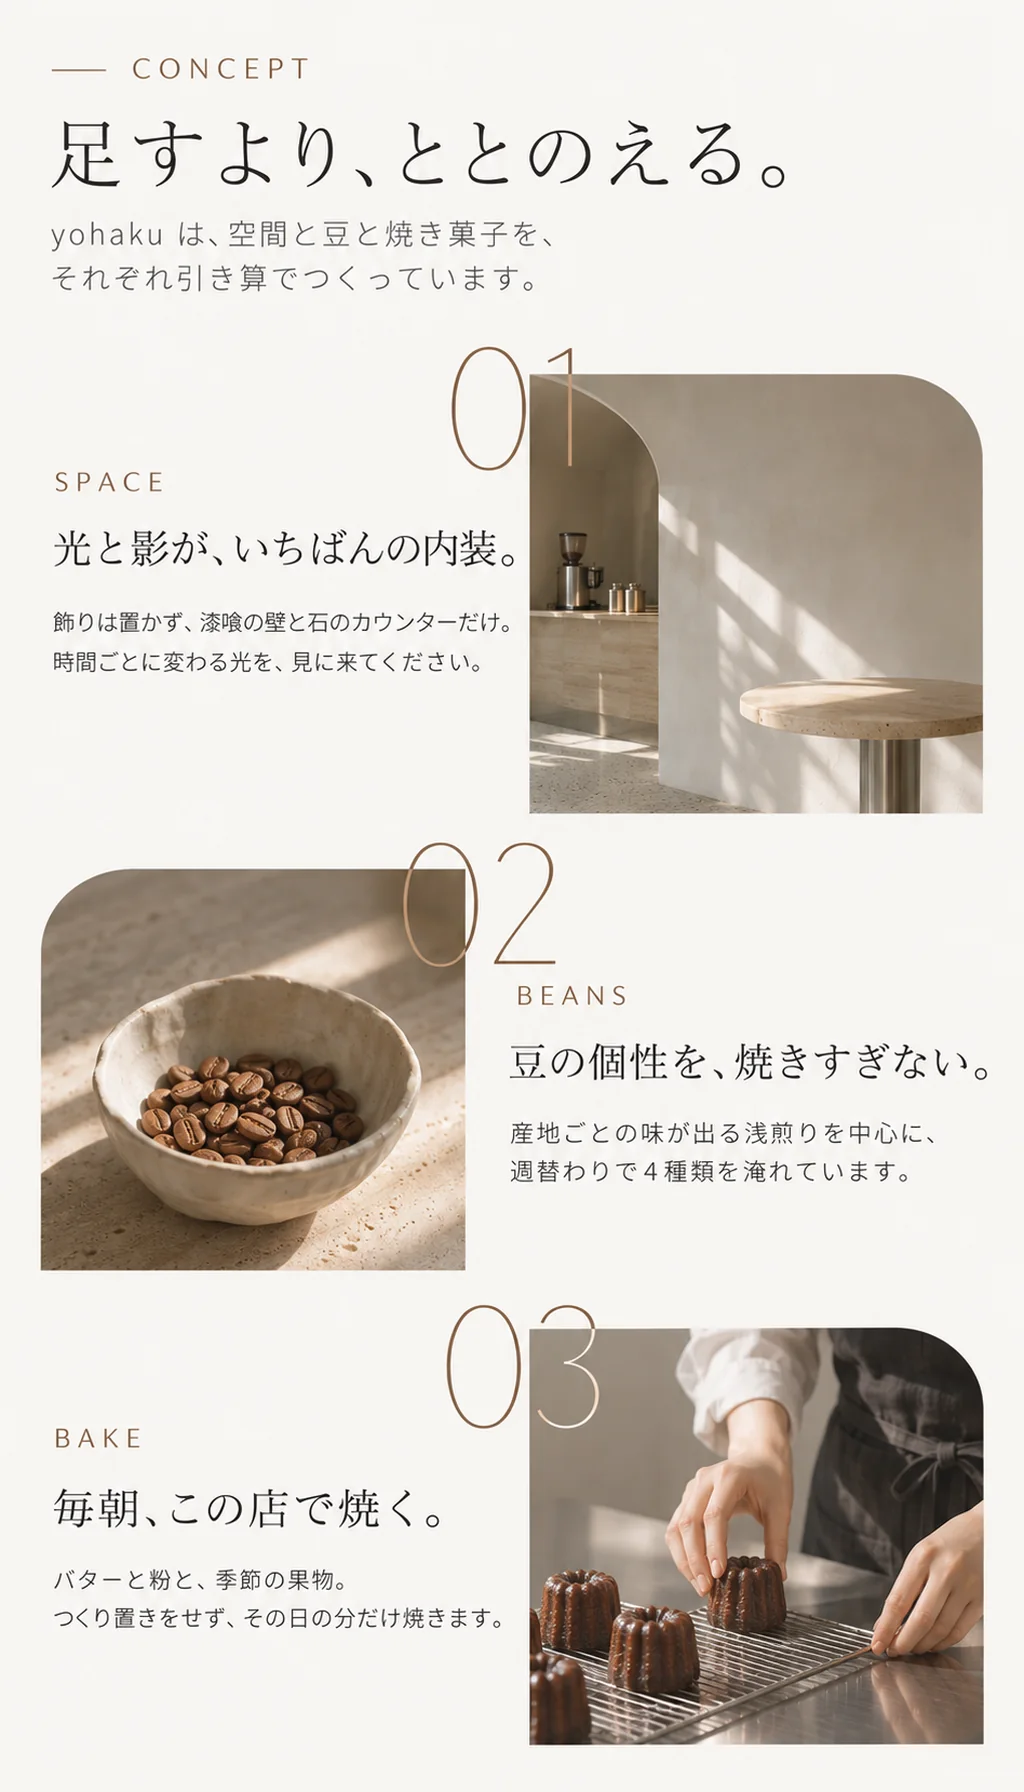 CONCEPT
足すより、ととのえる。
yohaku は、空間と豆と焼き菓子を、
それぞれ引き算でつくっています。
01
SPACE
光と影が、いちばんの内装。
飾りは置かず、漆喰の壁と石のカウンターだけ。
時間ごとに変わる光を、見に来てください。
02
BEANS
豆の個性を、焼きすぎない。
産地ごとの味が出る浅煎りを中心に、
週替わりで4種類を淹れています。
03
BAKE
毎朝、この店で焼く。
バターと粉と、季節の果物。
つくり置きをせず、その日の分だけ焼きます。